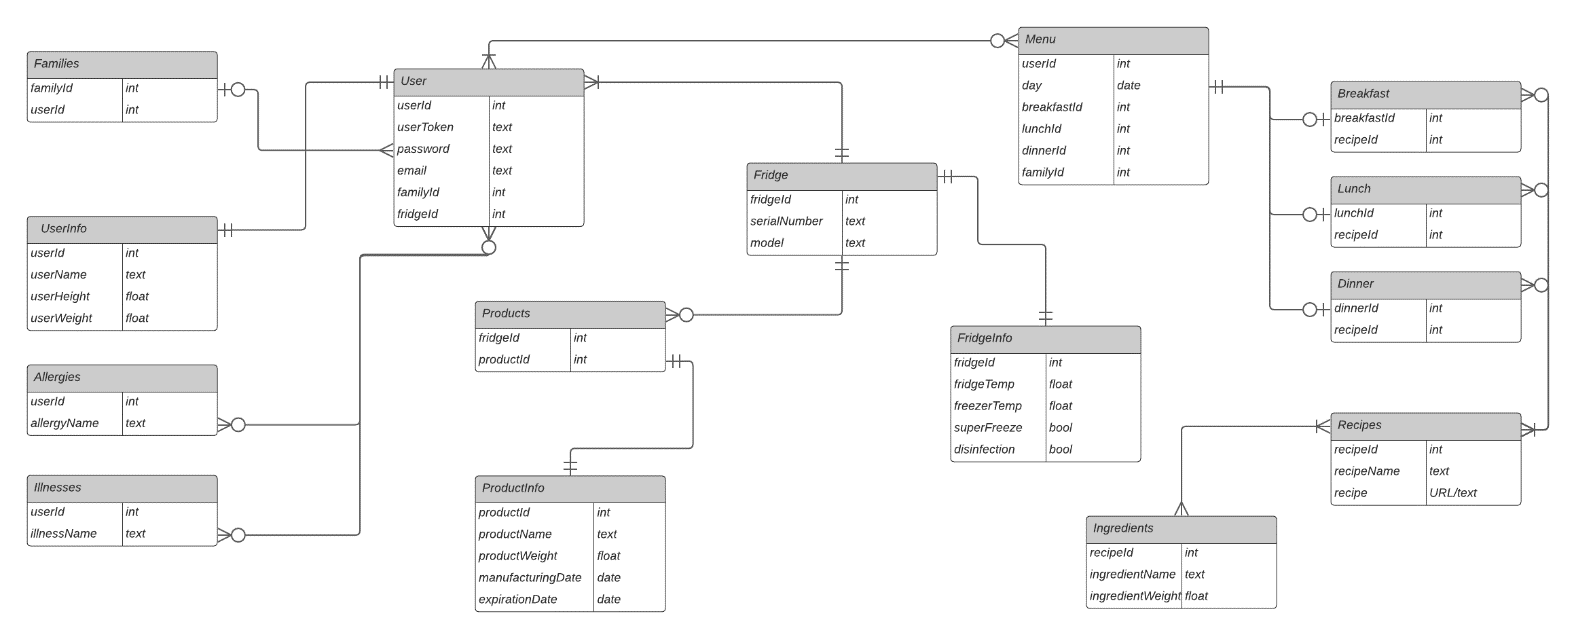 Families
familyId int
userId int
UserInfo
userId int
userName text
userHeight float
userWeight float
Allergies
userId int
allergyName text
Illnesses
userId int
illnessName text
User
userId int
userToken text
password text
email text
familyId int
fridgeId int
Products
fridgeId int
productId int
ProductInfo
productId int
productName text
productWeight float
manufacturingDate date
expirationDate date
Fridge
fridgeId int
serialNumber text
model text
FridgeInfo
fridgeId int
fridgeTemp float
freezerTemp float
superFreeze bool
disinfection bool
Menu
userId int
day date
breakfastId int
lunchId int
dinnerId int
familyId int
Breakfast
breakfastId int
recipeId int
Lunch
lunchId int
recipeId int
Dinner
dinnerId int
recipeId int
Recipes
recipeId int
recipeName text
recipe URL/text
Ingredients
recipeId int
ingredientName text
ingredientWeight float